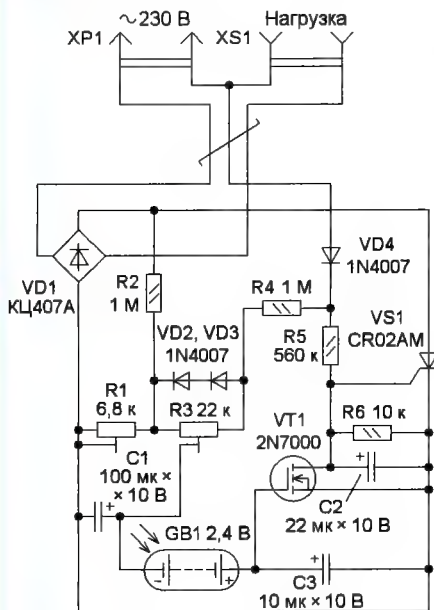 ~230 В
Нагрузка
XP1
XS1
VD1
КЦ407А
R2
1 М
VD2, VD3
1N4007
R4 1 М
VD4
1N4007
R5
560 к
VS1
CR02AM
R1
6,8 к
R3 22 к
VT1
2N7000
R6 10 к
C1
100 мк ×
× 10 В
+
+
C2
22 мк × 10 В
GB1 2,4 В
-
+
+
C3
10 мк × 10 В